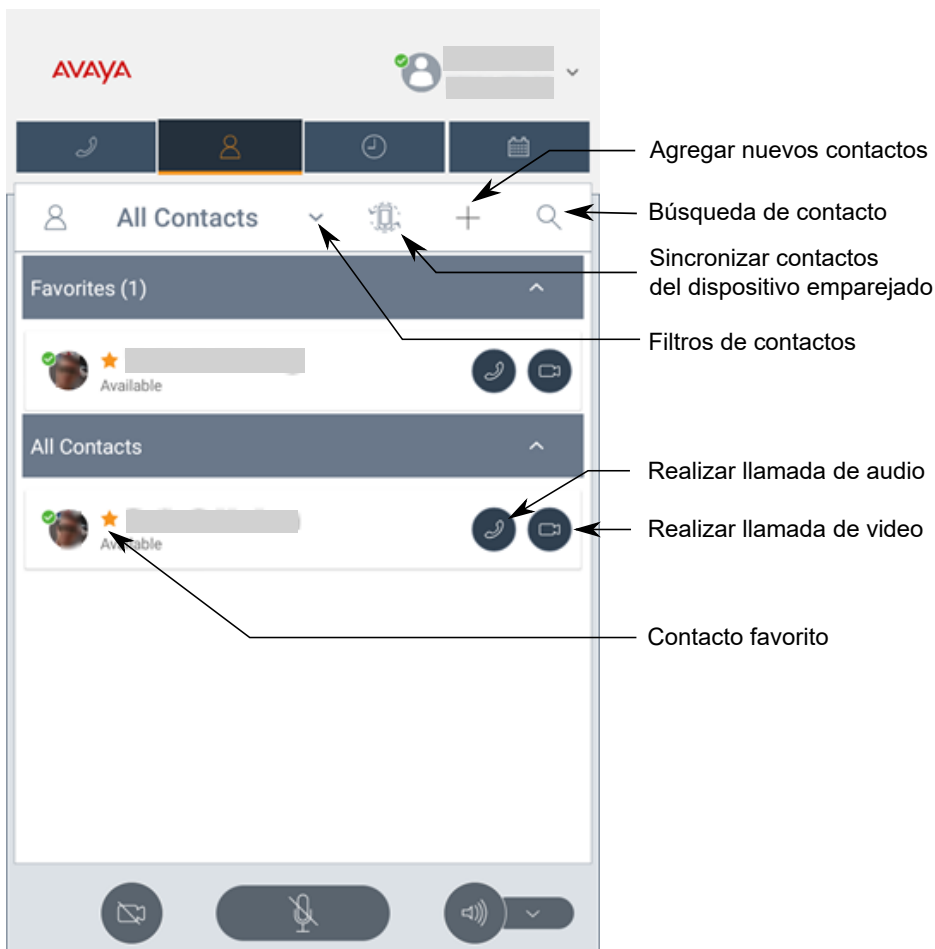 AVAYA
All Contacts
Favorites (1)
Available
All Contacts
Available
Agregar nuevos contactos
Búsqueda de contacto
Sincronizar contactos
del dispositivo emparejado
Filtros de contactos
Realizar llamada de audio
Realizar llamada de video
Contacto favorito